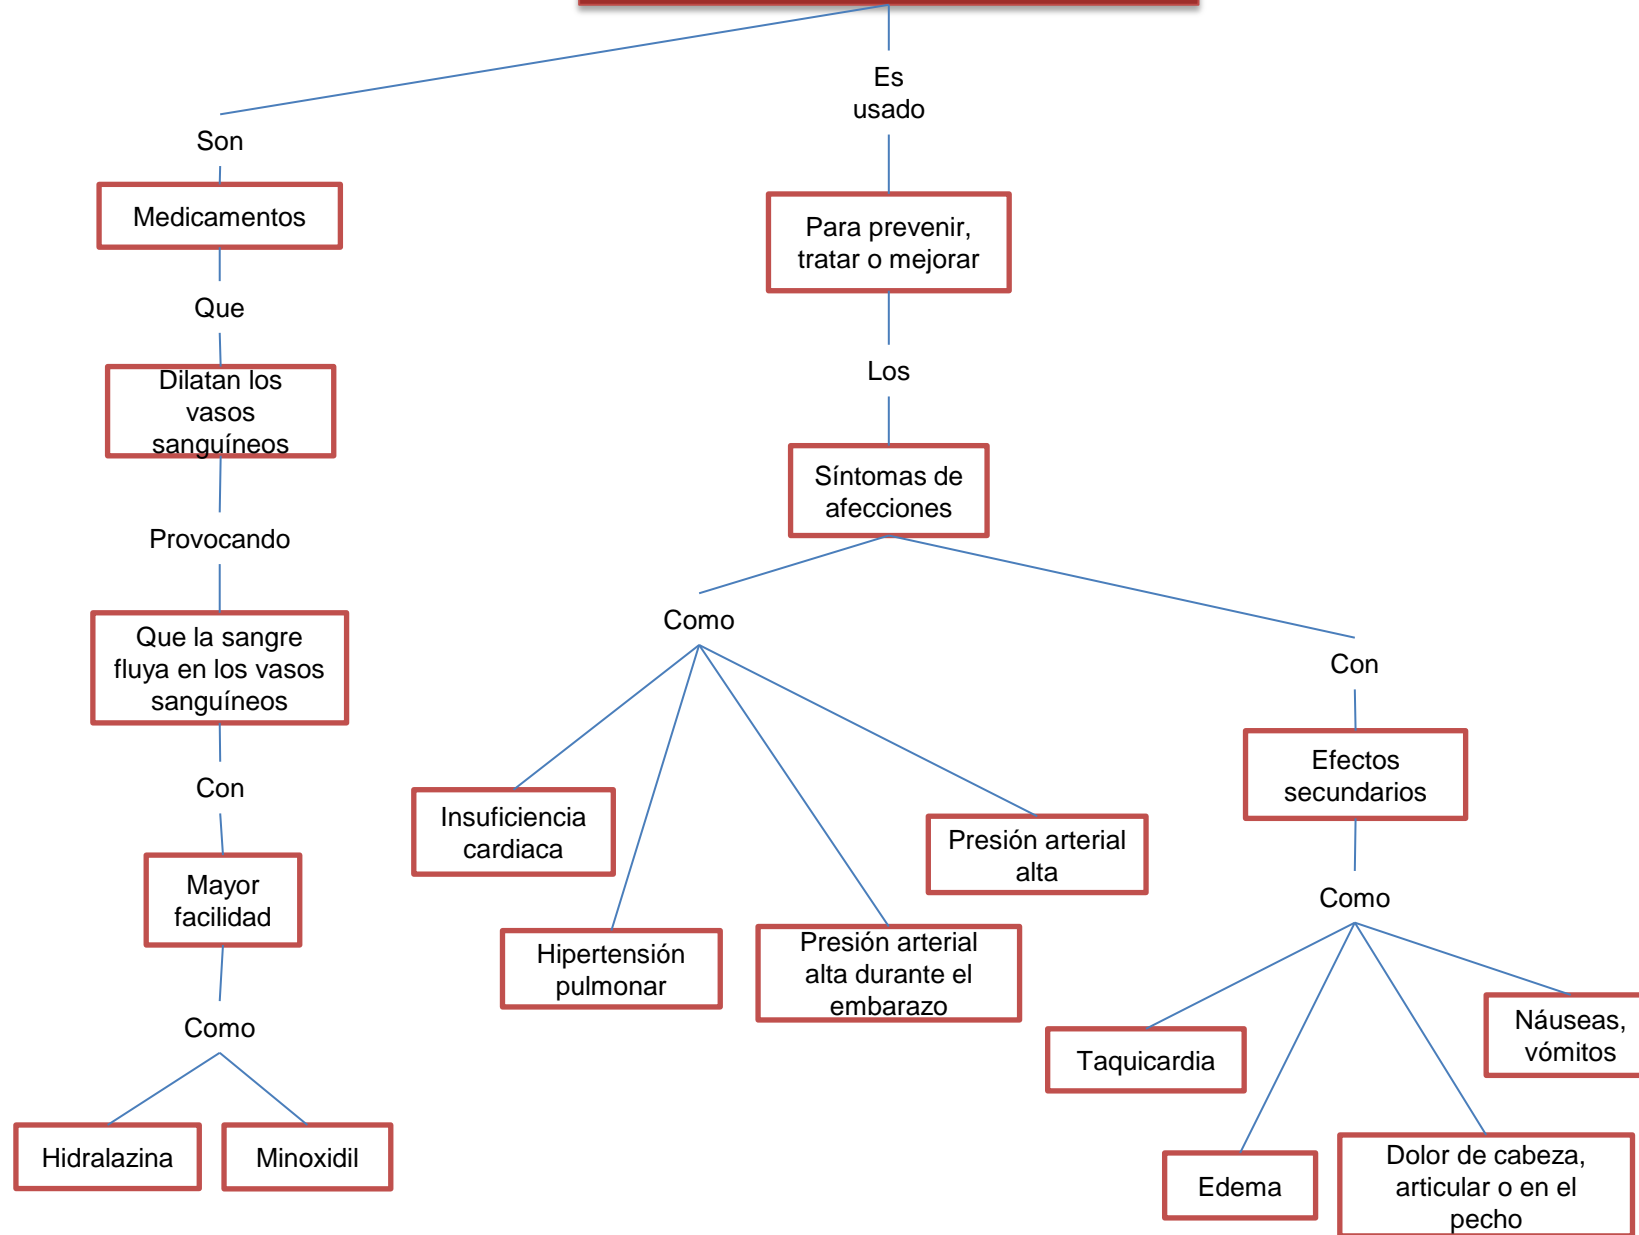 Es
usado
Son
Medicamentos
Para prevenir,
tratar o mejorar
Que
Los
Dilatan los
vasos
sanguíneos
Síntomas de
afecciones
Provocando
Como
Que la sangre
fluya en los vasos
sanguíneos
Con
Efectos
secundarios
Con
Insuficiencia
cardiaca
Presión arterial
alta
Mayor
facilidad
Como
Hipertensión
pulmonar
Presión arterial
alta durante el
embarazo
Náuseas,
vómitos
Como
Taquicardia
Hidralazina
Minoxidil
Edema
Dolor de cabeza,
articular o en el
pecho